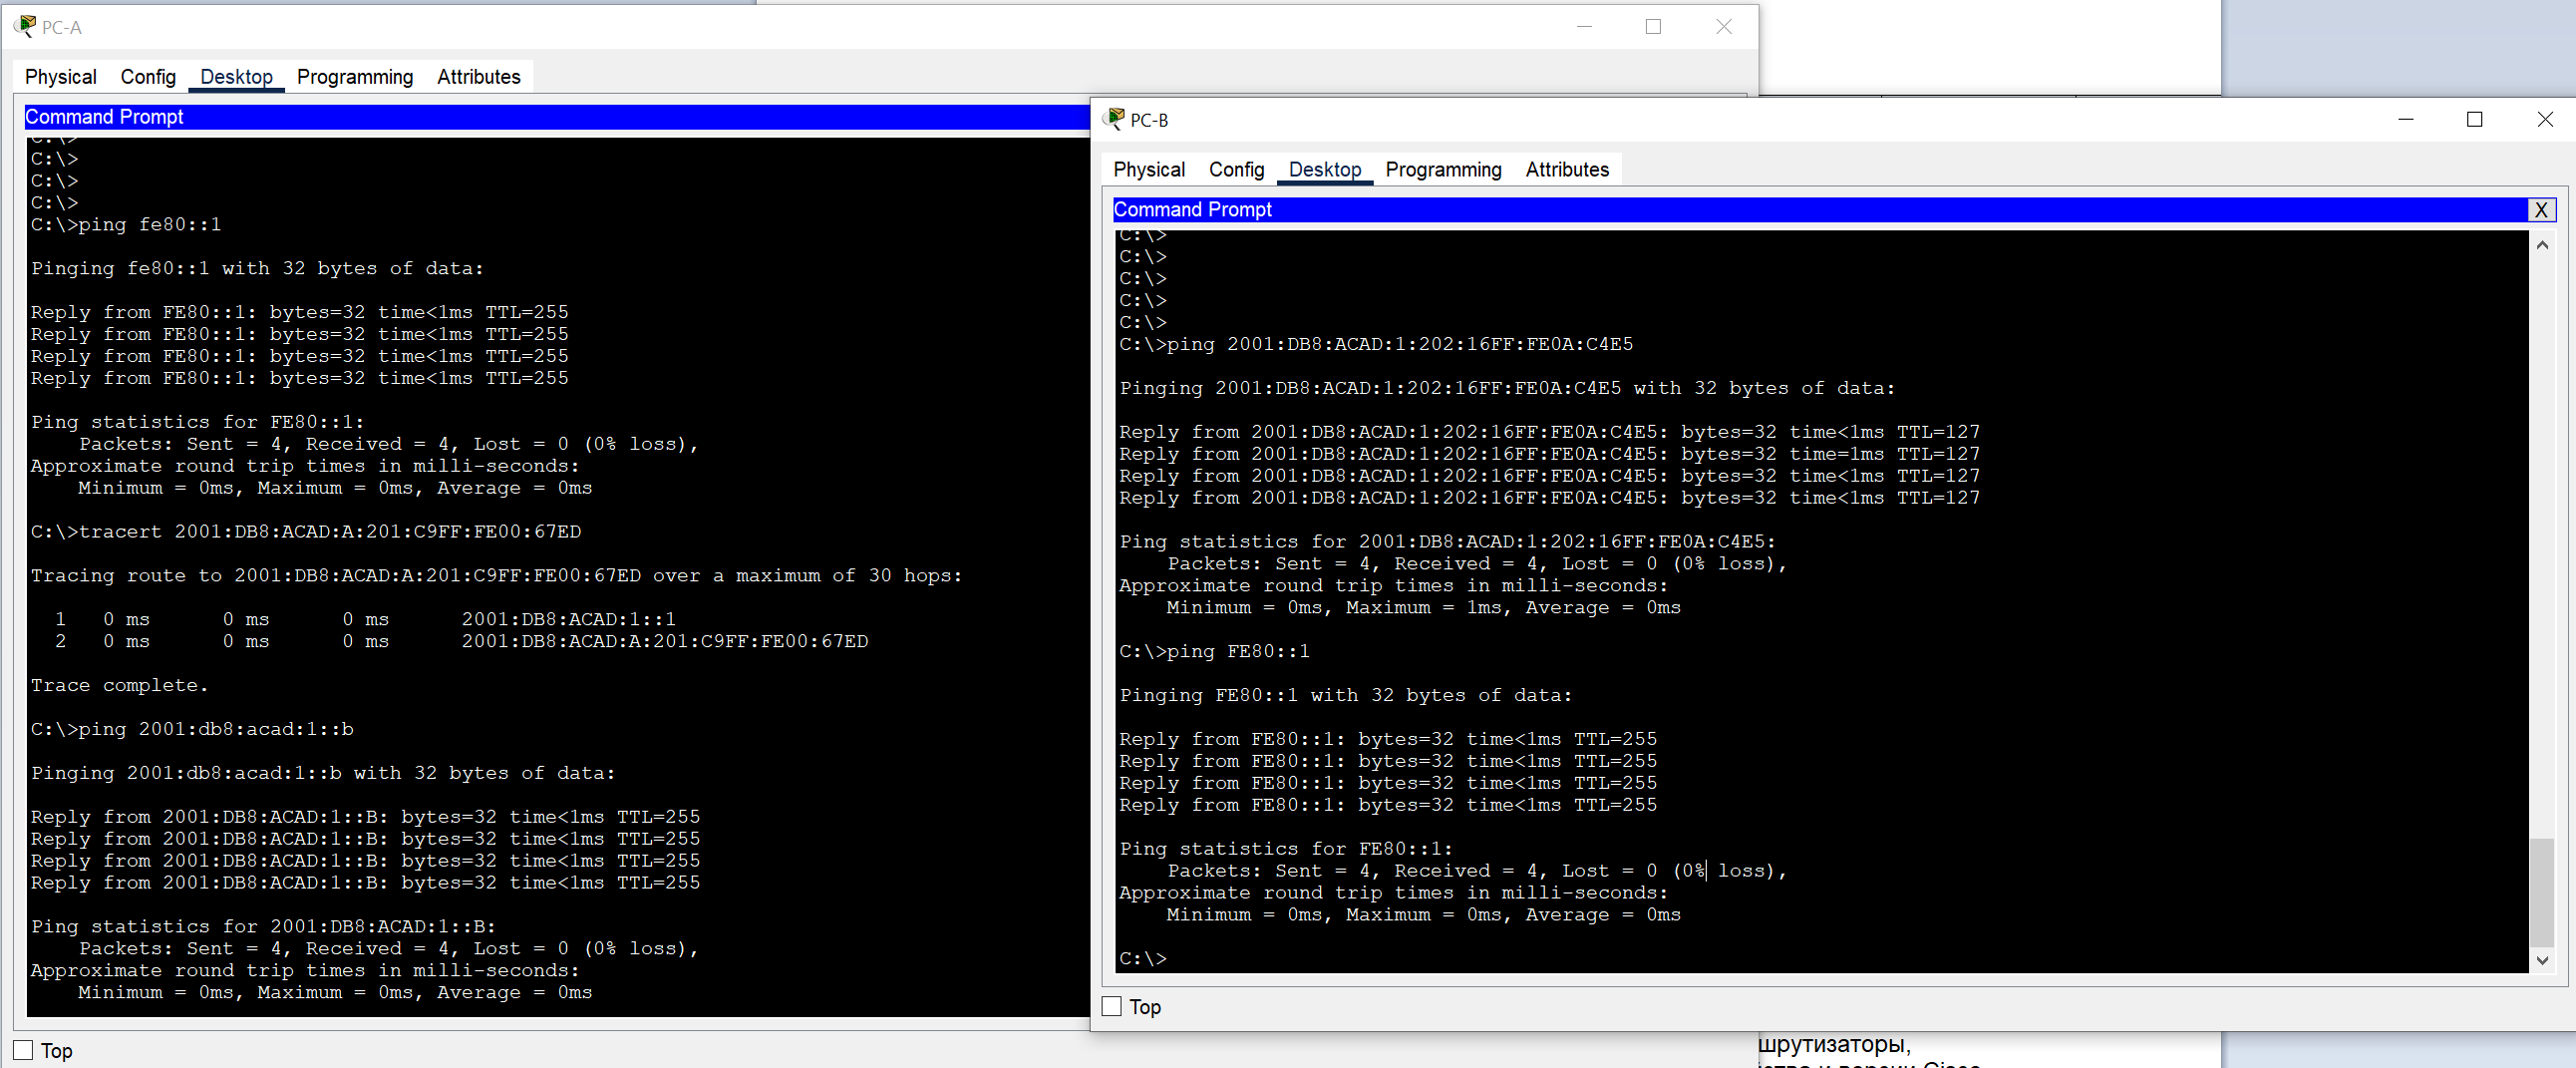 PC-A
Physical Config Desktop Programming Attributes
Command Prompt
C:\>
C:\>
C:\>
C:\>
C:\>ping fe80::1
Pinging fe80::1 with 32 bytes of data:
Reply from FE80::1: bytes=32 time<1ms TTL=255
Reply from FE80::1: bytes=32 time<1ms TTL=255
Reply from FE80::1: bytes=32 time<1ms TTL=255
Reply from FE80::1: bytes=32 time<1ms TTL=255
Ping statistics for FE80::1:
Packets: Sent = 4, Received = 4, Lost = 0 (0% loss),
Approximate round trip times in milli-seconds:
Minimum = 0ms, Maximum = 0ms, Average = 0ms
C:\>tracert 2001:DB8:ACAD:A:201:C9FF:FE00:67ED
Tracing route to 2001:DB8:ACAD:A:201:C9FF:FE00:67ED over a maximum of 30 hops:
1 0 ms 0 ms 0 ms 2001:DB8:ACAD:1::1
2 0 ms 0 ms 0 ms 2001:DB8:ACAD:A:201:C9FF:FE00:67ED
Trace complete.
C:\>ping 2001:db8:acad:1::b
Pinging 2001:db8:acad:1::b with 32 bytes of data:
Reply from 2001:DB8:ACAD:1::B: bytes=32 time<1ms TTL=255
Reply from 2001:DB8:ACAD:1::B: bytes=32 time<1ms TTL=255
Reply from 2001:DB8:ACAD:1::B: bytes=32 time<1ms TTL=255
Reply from 2001:DB8:ACAD:1::B: bytes=32 time<1ms TTL=255
Ping statistics for 2001:DB8:ACAD:1::B:
Packets: Sent = 4, Received = 4, Lost = 0 (0% loss),
Approximate round trip times in milli-seconds:
Minimum = 0ms, Maximum = 0ms, Average = 0ms
Top
PC-B
Physical Config Desktop Programming Attributes
Command Prompt
X
C:\>
C:\>
C:\>
C:\>
C:\>
C:\>ping 2001:DB8:ACAD:1:202:16FF:FE0A:C4E5
Pinging 2001:DB8:ACAD:1:202:16FF:FE0A:C4E5 with 32 bytes of data:
Reply from 2001:DB8:ACAD:1:202:16FF:FE0A:C4E5: bytes=32 time<1ms TTL=127
Reply from 2001:DB8:ACAD:1:202:16FF:FE0A:C4E5: bytes=32 time=1ms TTL=127
Reply from 2001:DB8:ACAD:1:202:16FF:FE0A:C4E5: bytes=32 time<1ms TTL=127
Reply from 2001:DB8:ACAD:1:202:16FF:FE0A:C4E5: bytes=32 time<1ms TTL=127
Ping statistics for 2001:DB8:ACAD:1:202:16FF:FE0A:C4E5:
Packets: Sent = 4, Received = 4, Lost = 0 (0% loss),
Approximate round trip times in milli-seconds:
Minimum = 0ms, Maximum = 1ms, Average = 0ms
C:\>ping FE80::1
Pinging FE80::1 with 32 bytes of data:
Reply from FE80::1: bytes=32 time<1ms TTL=255
Reply from FE80::1: bytes=32 time<1ms TTL=255
Reply from FE80::1: bytes=32 time<1ms TTL=255
Reply from FE80::1: bytes=32 time<1ms TTL=255
Ping statistics for FE80::1:
Packets: Sent = 4, Received = 4, Lost = 0 (0% loss),
Approximate round trip times in milli-seconds:
Minimum = 0ms, Maximum = 0ms, Average = 0ms
C:\>
Top
шрутизаторы,
и версии Cisco